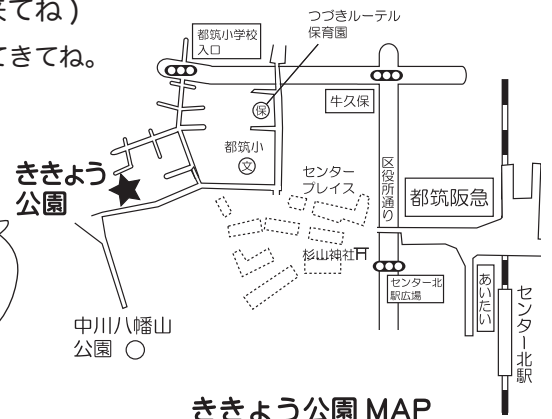 来てね）
てきてね。
つづきルーテル
保育園
都筑小学校
入口
保
牛久保
都筑小
文
ききょう
公園
センター
プレイス
区役所通り
都筑阪急
杉山神社
センター北
駅広場
あいたい
センター北駅
中川八幡山
公園
ききょう公園 MAP